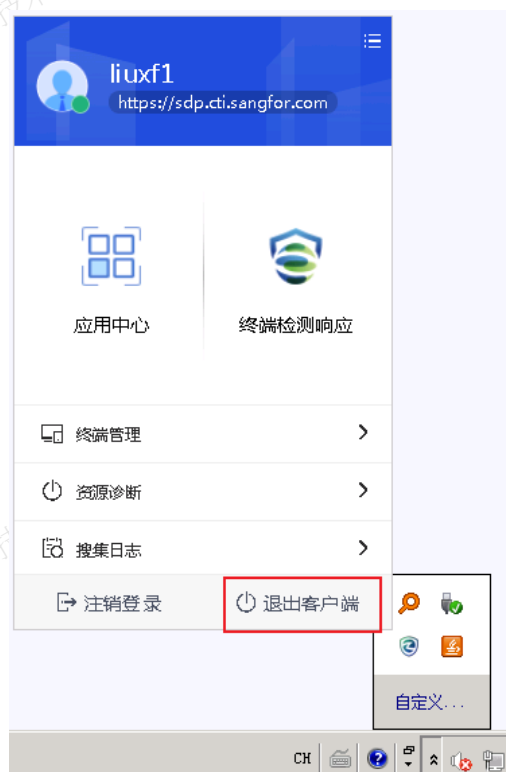 liuxf1
https://sdp.cti.sangfor.com
应用中心
终端检测响应
终端管理
资源诊断
搜集日志
注销登录
退出客户端
自定义...
CH